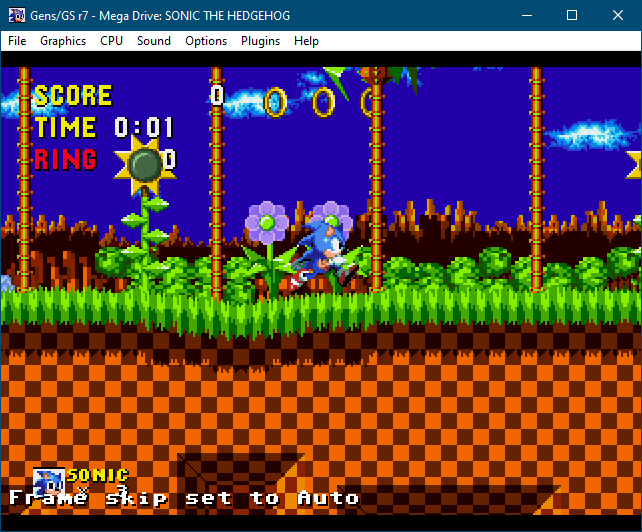 Gens/GS r7 - Mega Drive: SONIC THE HEDGEHOG
File Graphics CPU Sound Options Plugins Help
SCORE 0
TIME 0:01
RING 0
SONIC
× 3
Frame skip set to Auto